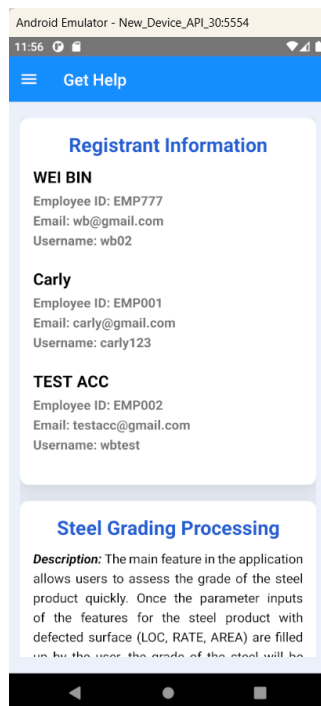 Android Emulator - New_Device_API_30:5554
11:56
Get Help
Registrant Information
WEI BIN
Employee ID: EMP777
Email: wb@gmail.com
Username: wb02
Carly
Employee ID: EMP001
Email: carly@gmail.com
Username: carly123
TEST ACC
Employee ID: EMP002
Email: testacc@gmail.com
Username: wbtest
Steel Grading Processing
Description: The main feature in the application
allows users to assess the grade of the steel
product quickly. Once the parameter inputs
of the features for the steel product with
defected surface (LOC, RATE, AREA) are filled
up by the user, the grade of the steel will be